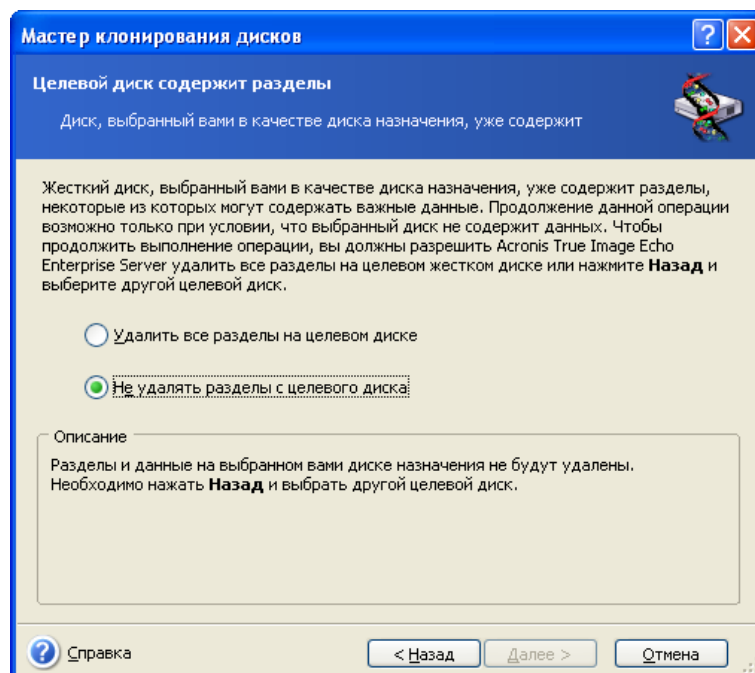 Мастер клонирования дисков
Целевой диск содержит разделы
Диск, выбранный вами в качестве диска назначения, уже содержит
Жесткий диск, выбранный вами в качестве диска назначения, уже содержит разделы,
некоторые из которых могут содержать важные данные. Продолжение данной операции
возможно только при условии, что выбранный диск не содержит данных. Чтобы
продолжить выполнение операции, вы должны разрешить Acronis True Image Echo
Enterprise Server удалить все разделы на целевом жестком диске или нажмите Назад и
выберите другой целевой диск.
Удалить все разделы на целевом диске
Не удалять разделы с целевого диска
Описание
Разделы и данные на выбранном вами диске назначения не будут удалены.
Необходимо нажать Назад и выбрать другой целевой диск.
Справка
< Назад
Далее >
Отмена